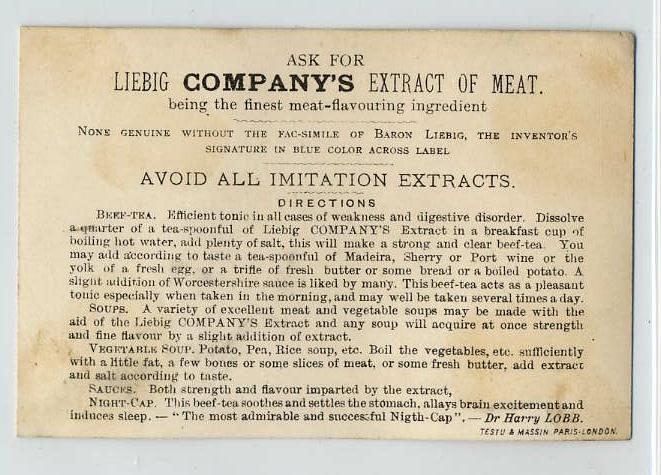 ASK FOR
LIEBIG COMPANY'S EXTRACT OF MEAT.
being the finest meat-flavouring ingredient
NONE GENUINE WITHOUT THE FAC-SIMILE OF BARON LIEBIG, THE INVENTOR'S
SIGNATURE IN BLUE COLOR ACROSS LABEL
AVOID ALL IMITATION EXTRACTS.
DIRECTIONS
BEEF-TEA. Efficient tonic in all cases of weakness and digestive disorder. Dissolve
a quarter of a tea-spoonful of Liebig COMPANY'S Extract in a breakfast cup of
boiling hot water, add plenty of salt, this will make a strong and clear beef-tea. You
may add according to taste a tea-spoonful of Madeira, Sherry or Port wine or the
yolk of a fresh egg, or a trifle of fresh butter or some bread or a boiled potato. A
slight addition of Worcestershire sauce is liked by many. This beef-tea acts as a pleasant
tonic especially when taken in the morning, and may well be taken several times a day.
SOUPS. A variety of excellent meat and vegetable soups may be made with the
aid of the Liebig COMPANY'S Extract and any soup will acquire at once strength
and fine flavour by a slight addition of extract.
VEGETABLE SOUP. Potato, Pea, Rice soup, etc. Boil the vegetables, etc. sufficiently
with a little fat, a few bones or some slices of meat, or some fresh butter, add extract
and salt according to taste.
SAUCES. Both strength and flavour imparted by the extract,
NIGHT-CAP. This beef-tea soothes and settles the stomach, allays brain excitement and
induces sleep. — "The most admirable and successful Nigth-Cap". — Dr Harry LOBB.
TESTU & MASSIN PARIS-LONDON.